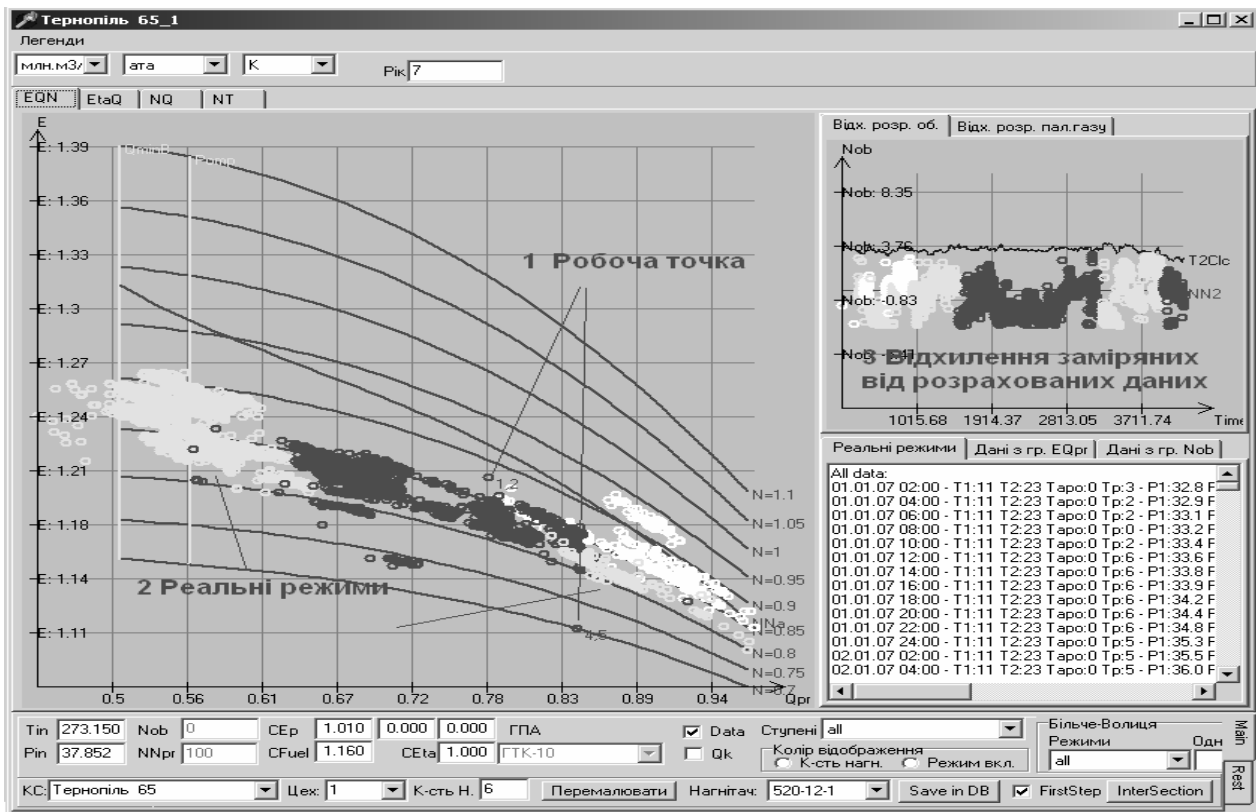 Тернопіль 65_1
Легенди
млн.м3/ ата К Рік 7
EQN EtaQ NQ NT
E
E: 1.39
E: 1.36
E: 1.33
E: 1.3
E: 1.27
E: 1.24
E: 1.21
E: 1.18
E: 1.14
E: 1.11
QminB
Pomp
1 Робоча точка
1,2
2 Реальні режими
4,5
N=1.1
N=1.05
N=1
N=0.95
N=0.9
NNa
N=0.85
N=0.8
N=0.75
N=0.7
0.5 0.56 0.61 0.67 0.72 0.78 0.83 0.89 0.94 Qpr
Відх. розр. об. Відх. розр. пал.газу
Nob
Nob: 8.35
Nob: 3.76
Nob: -0.83
T2Clc
NN2
3 Відхилення заміряних
від розрахованих даних
1015.68 1914.37 2813.05 3711.74 Time
Реальні режими Дані з гр. EQpr Дані з гр. Nob
All data:
01.01.07 02:00 - T1:11 T2:23 Tapo:0 Tp:3 - P1:32.8 F
01.01.07 04:00 - T1:11 T2:23 Tapo:0 Tp:2 - P1:32.9 F
01.01.07 06:00 - T1:11 T2:23 Tapo:0 Tp:2 - P1:33.1 F
01.01.07 08:00 - T1:11 T2:23 Tapo:0 Tp:0 - P1:33.2 F
01.01.07 10:00 - T1:11 T2:23 Tapo:0 Tp:2 - P1:33.4 F
01.01.07 12:00 - T1:11 T2:23 Tapo:0 Tp:6 - P1:33.6 F
01.01.07 14:00 - T1:11 T2:23 Tapo:0 Tp:6 - P1:33.8 F
01.01.07 16:00 - T1:11 T2:23 Tapo:0 Tp:6 - P1:33.9 F
01.01.07 18:00 - T1:11 T2:23 Tapo:0 Tp:6 - P1:34.2 F
01.01.07 20:00 - T1:11 T2:23 Tapo:0 Tp:6 - P1:34.4 F
01.01.07 22:00 - T1:11 T2:23 Tapo:0 Tp:6 - P1:34.8 F
01.01.07 24:00 - T1:11 T2:23 Tapo:0 Tp:5 - P1:35.3 F
02.01.07 02:00 - T1:11 T2:23 Tapo:0 Tp:5 - P1:35.5 F
02.01.07 04:00 - T1:11 T2:23 Tapo:0 Tp:5 - P1:36.0 F
Tin 273.150 Nob 0 CEp 1.010 0.000 0.000 ГПА Data Ступені all Більче-Волиця
Режими Одн
Pin 37.852 NNpr 100 CFuel 1.160 CEta 1.000 ГТК-10 Qk Колір відображення all
К-сть нагн. Режим вкл.
Main
Rest
КС: Тернопіль 65 Цех: 1 К-сть Н. 6 Перемалювати Нагнітач: 520-12-1 Save in DB FirstStep InterSection